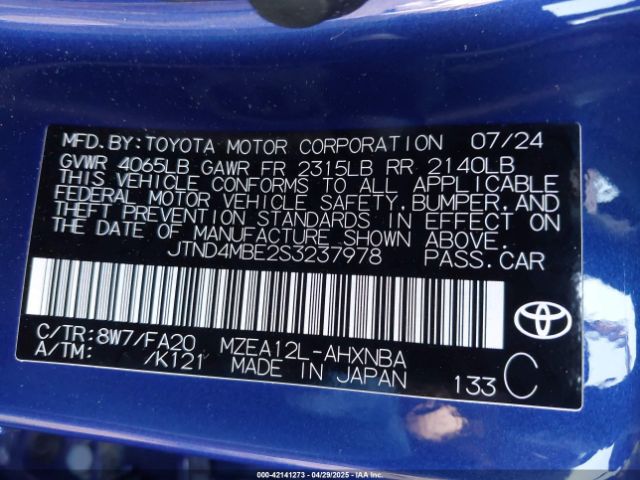 MFD.BY:TOYOTA MOTOR CORPORATION 07/24
GVWR 4065LB GAWR FR 2315LB RR 2140LB
THIS VEHICLE CONFORMS TO ALL APPLICABLE
FEDERAL MOTOR VEHICLE SAFETY,BUMPER,AND
THEFT PREVENTION STANDARDS IN EFFECT ON
THE DATE OF MANUFACTURE SHOWN ABOVE.
JTND4MBE2S3237978 PASS.CAR
C/TR:8W7/FA20 MZEA12L-AHXNBA
A/TM: /K121 MADE IN JAPAN 133 C
TOYOTA
000-42141273 - 04/29/2025 - IAAI.COM